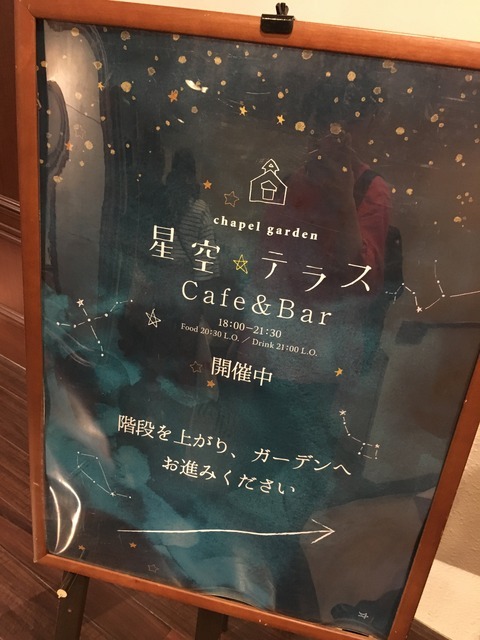 chapel garden
星空☆テラス
Cafe&Bar
18:00-21:30
Food 20:30 L.O. / Drink 21:00 L.O.
開催中
階段を上がり、ガーデンへ
お進みください